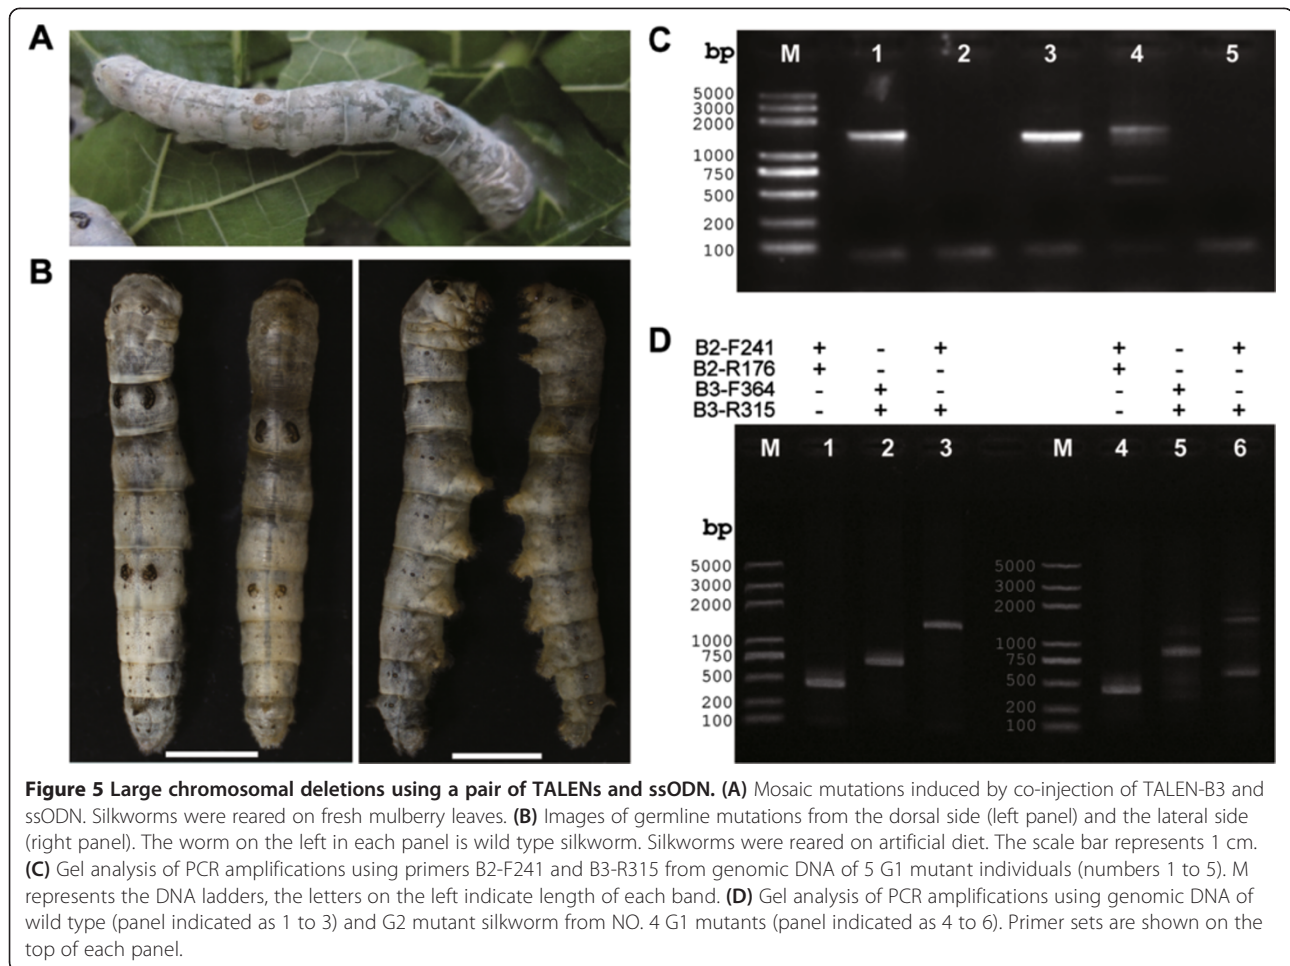 A
C
bp M 1 2 3 4 5
5000
3000
2000
1000
750
500
200
100
B
D
B2-F241 + - + + - +
B2-R176 + - - + - -
B3-F364 - + - - + -
B3-R315 - + + - + +
M 1 2 3 M 4 5 6
bp
5000 5000
3000 3000
2000 2000
1000 1000
750 750
500 500
200 200
100 100
Figure 5 Large chromosomal deletions using a pair of TALENs and ssODN. (A) Mosaic mutations induced by co-injection of TALEN-B3 and
ssODN. Silkworms were reared on fresh mulberry leaves. (B) Images of germline mutations from the dorsal side (left panel) and the lateral side
(right panel). The worm on the left in each panel is wild type silkworm. Silkworms were reared on artificial diet. The scale bar represents 1 cm.
(C) Gel analysis of PCR amplifications using primers B2-F241 and B3-R315 from genomic DNA of 5 G1 mutant individuals (numbers 1 to 5). M
represents the DNA ladders, the letters on the left indicate length of each band. (D) Gel analysis of PCR amplifications using genomic DNA of
wild type (panel indicated as 1 to 3) and G2 mutant silkworm from NO. 4 G1 mutants (panel indicated as 4 to 6). Primer sets are shown on the
top of each panel.